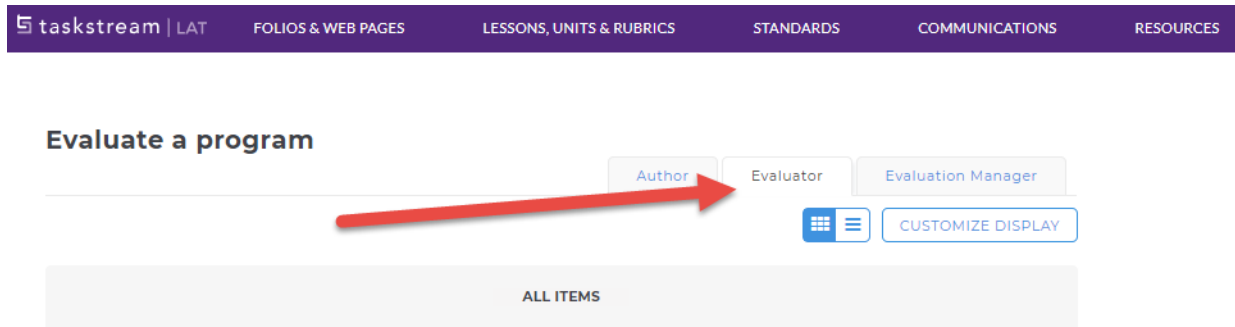 taskstream | LAT FOLIOS & WEB PAGES LESSONS, UNITS & RUBRICS STANDARDS COMMUNICATIONS RESOURCES
Evaluate a program
Author Evaluator Evaluation Manager
CUSTOMIZE DISPLAY
ALL ITEMS